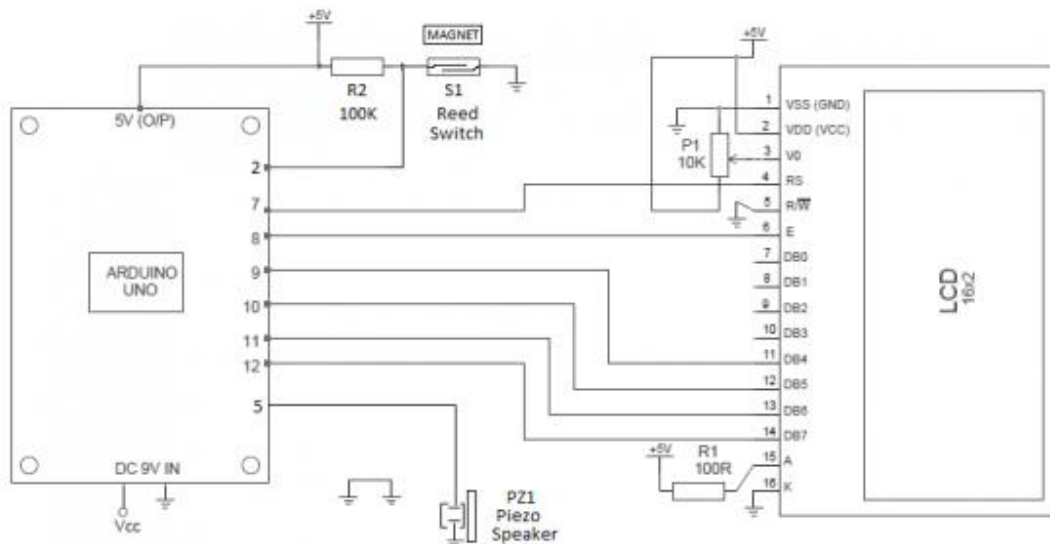 +5V
MAGNET
R2
100K
S1
Reed
Switch
+5V
5V (O/P)
2
7
8
9
10
11
12
5
ARDUINO
UNO
DC 9V IN
Vcc
PZ1
Piezo
Speaker
P1
10K
1 VSS (GND)
2 VDD (VCC)
3 V0
4 RS
5 R/W
6 E
7 DB0
8 DB1
9 DB2
10 DB3
11 DB4
12 DB5
13 DB6
14 DB7
15 A
16 K
+5V
R1
100R
LCD
16x2